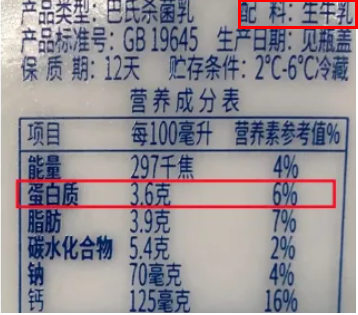 产品类型：巴氏杀菌乳 配 料：生牛乳
产品标准号：GB 19645 生产日期：见瓶盖
保 质 期：12天 贮存条件：2℃-6℃冷藏
营养成分表
项目 每100毫升 营养素参考值%
能量 297千焦 4%
蛋白质 3.6克 6%
脂肪 3.9克 7%
碳水化合物 5.4克 2%
钠 70毫克 4%
钙 125毫克 16%